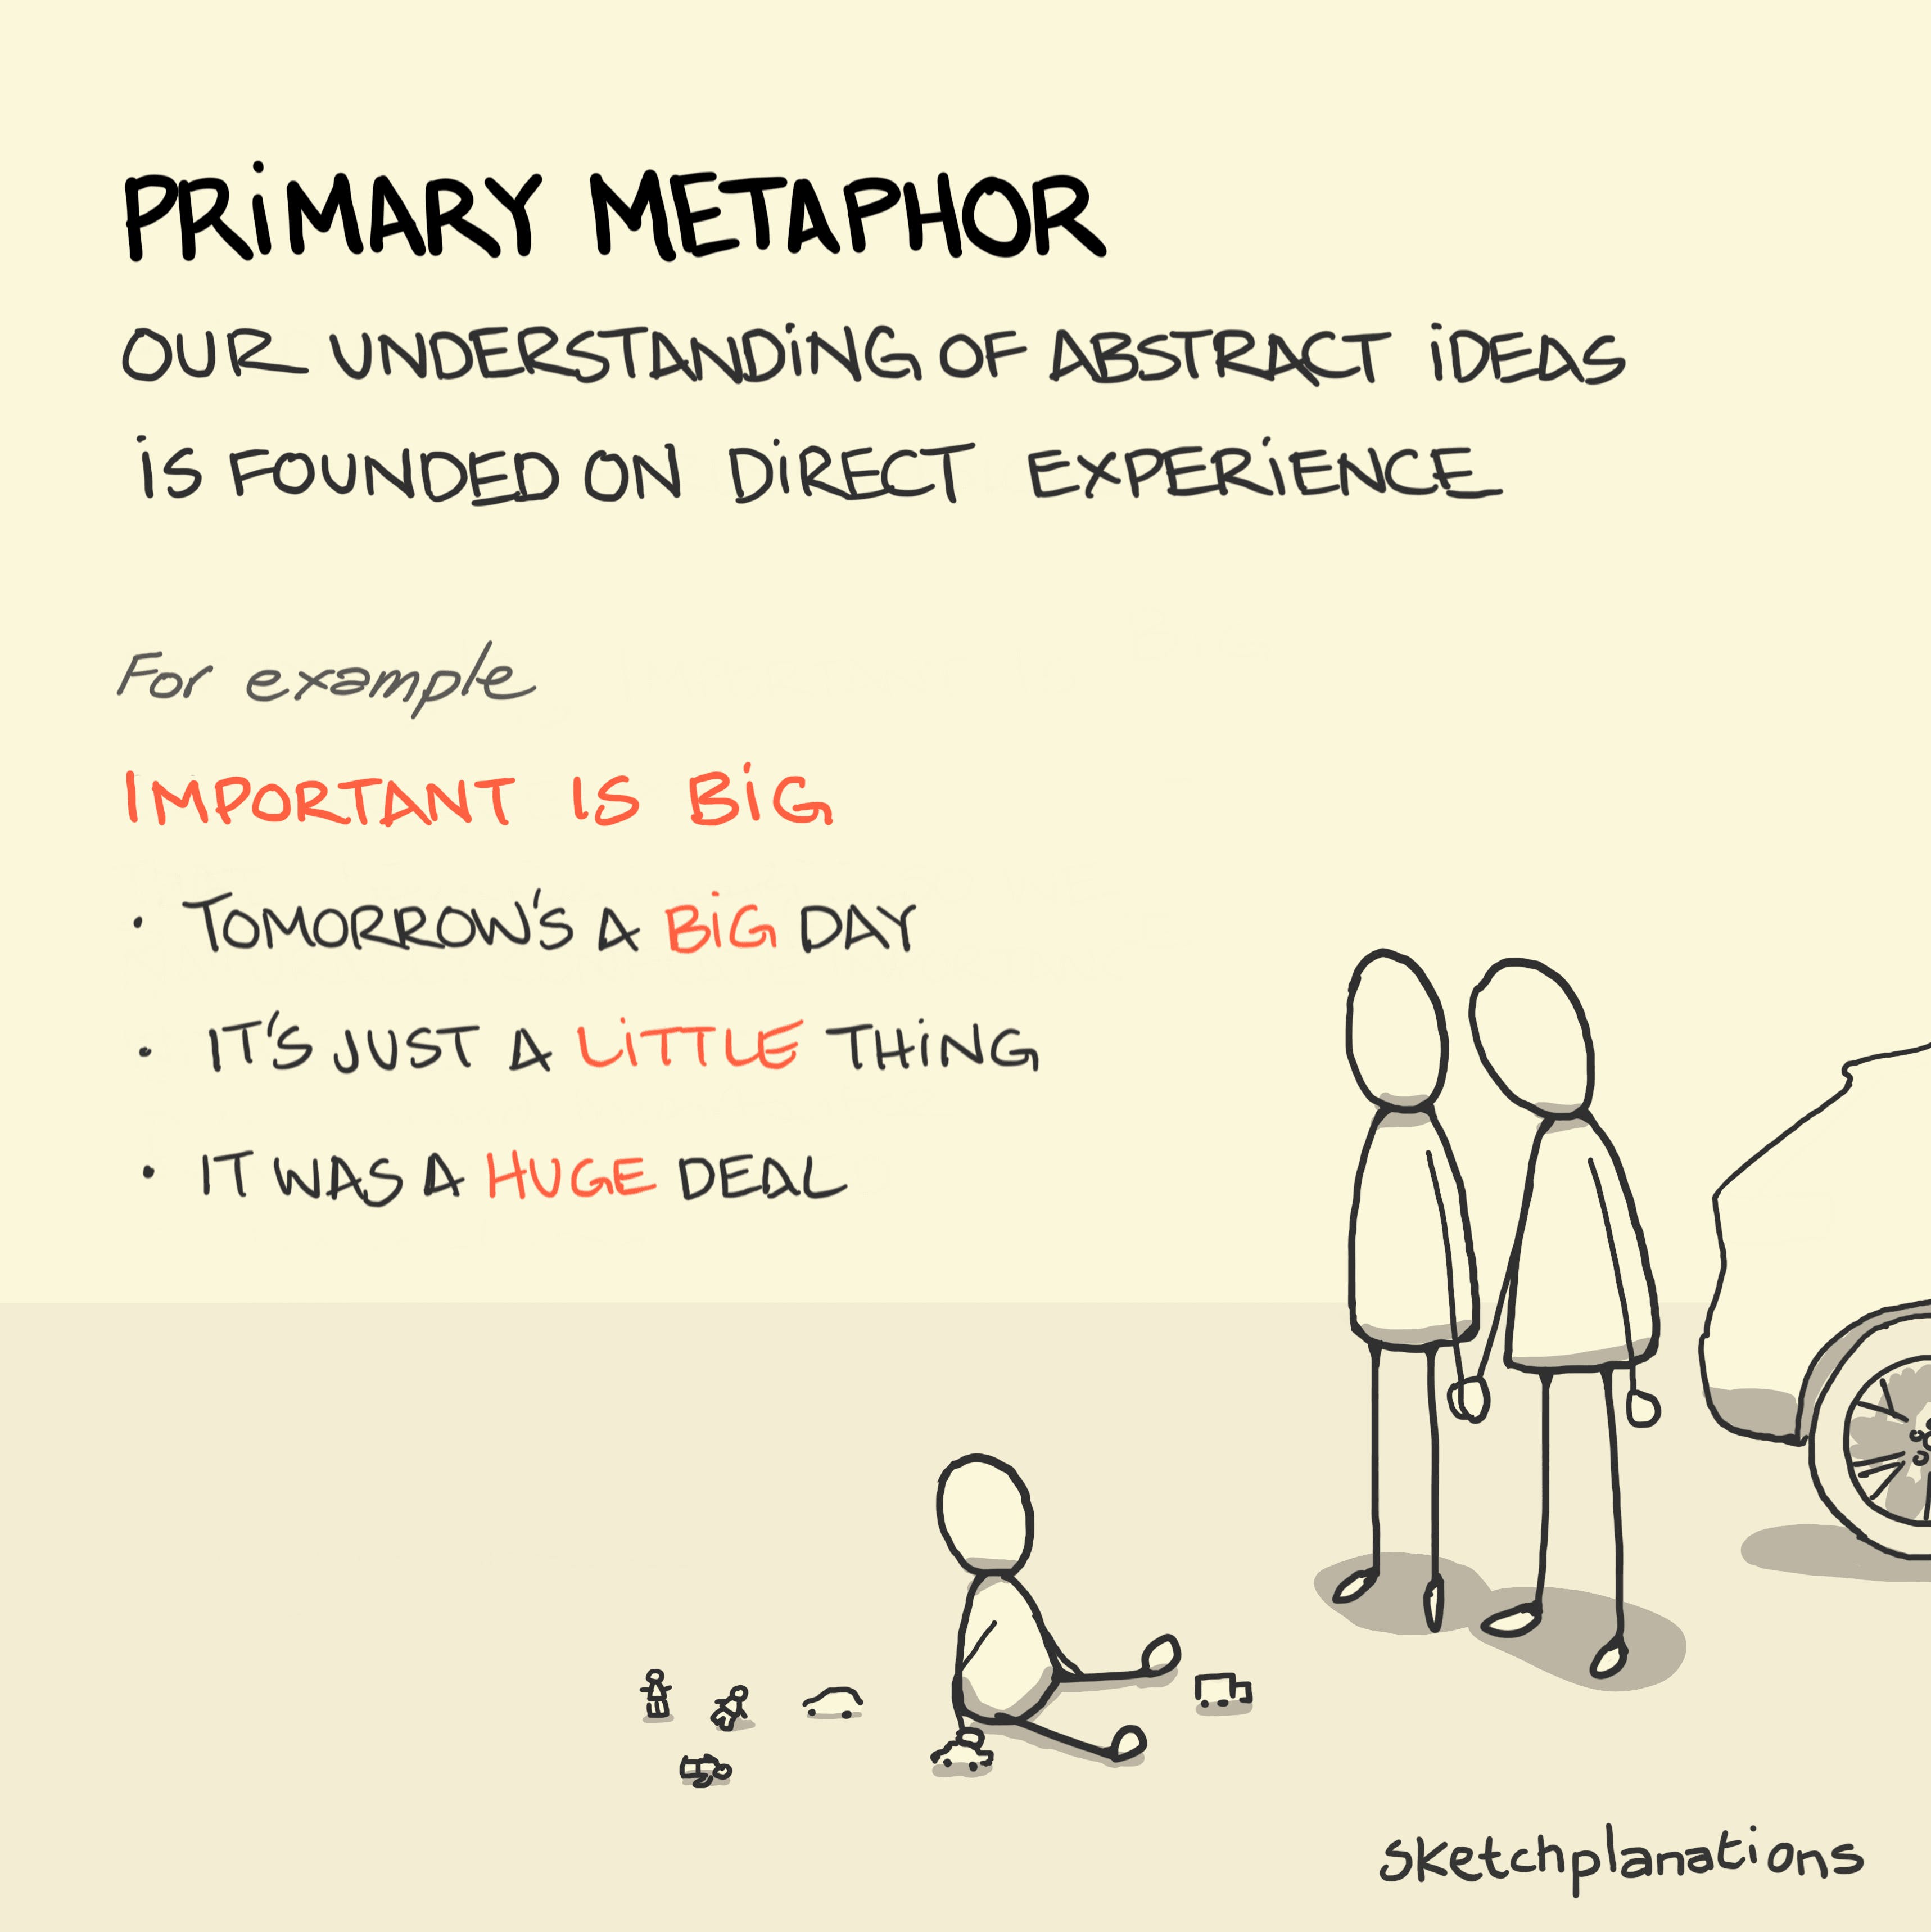 PRIMARY METAPHOR
OUR UNDERSTANDING OF ABSTRACT IDEAS
IS FOUNDED ON DIRECT EXPERIENCE
For example
IMPORTANT IS BIG
• TOMORROW'S A BIG DAY
• IT'S JUST A LITTLE THING
• IT WAS A HUGE DEAL
sketchplanations